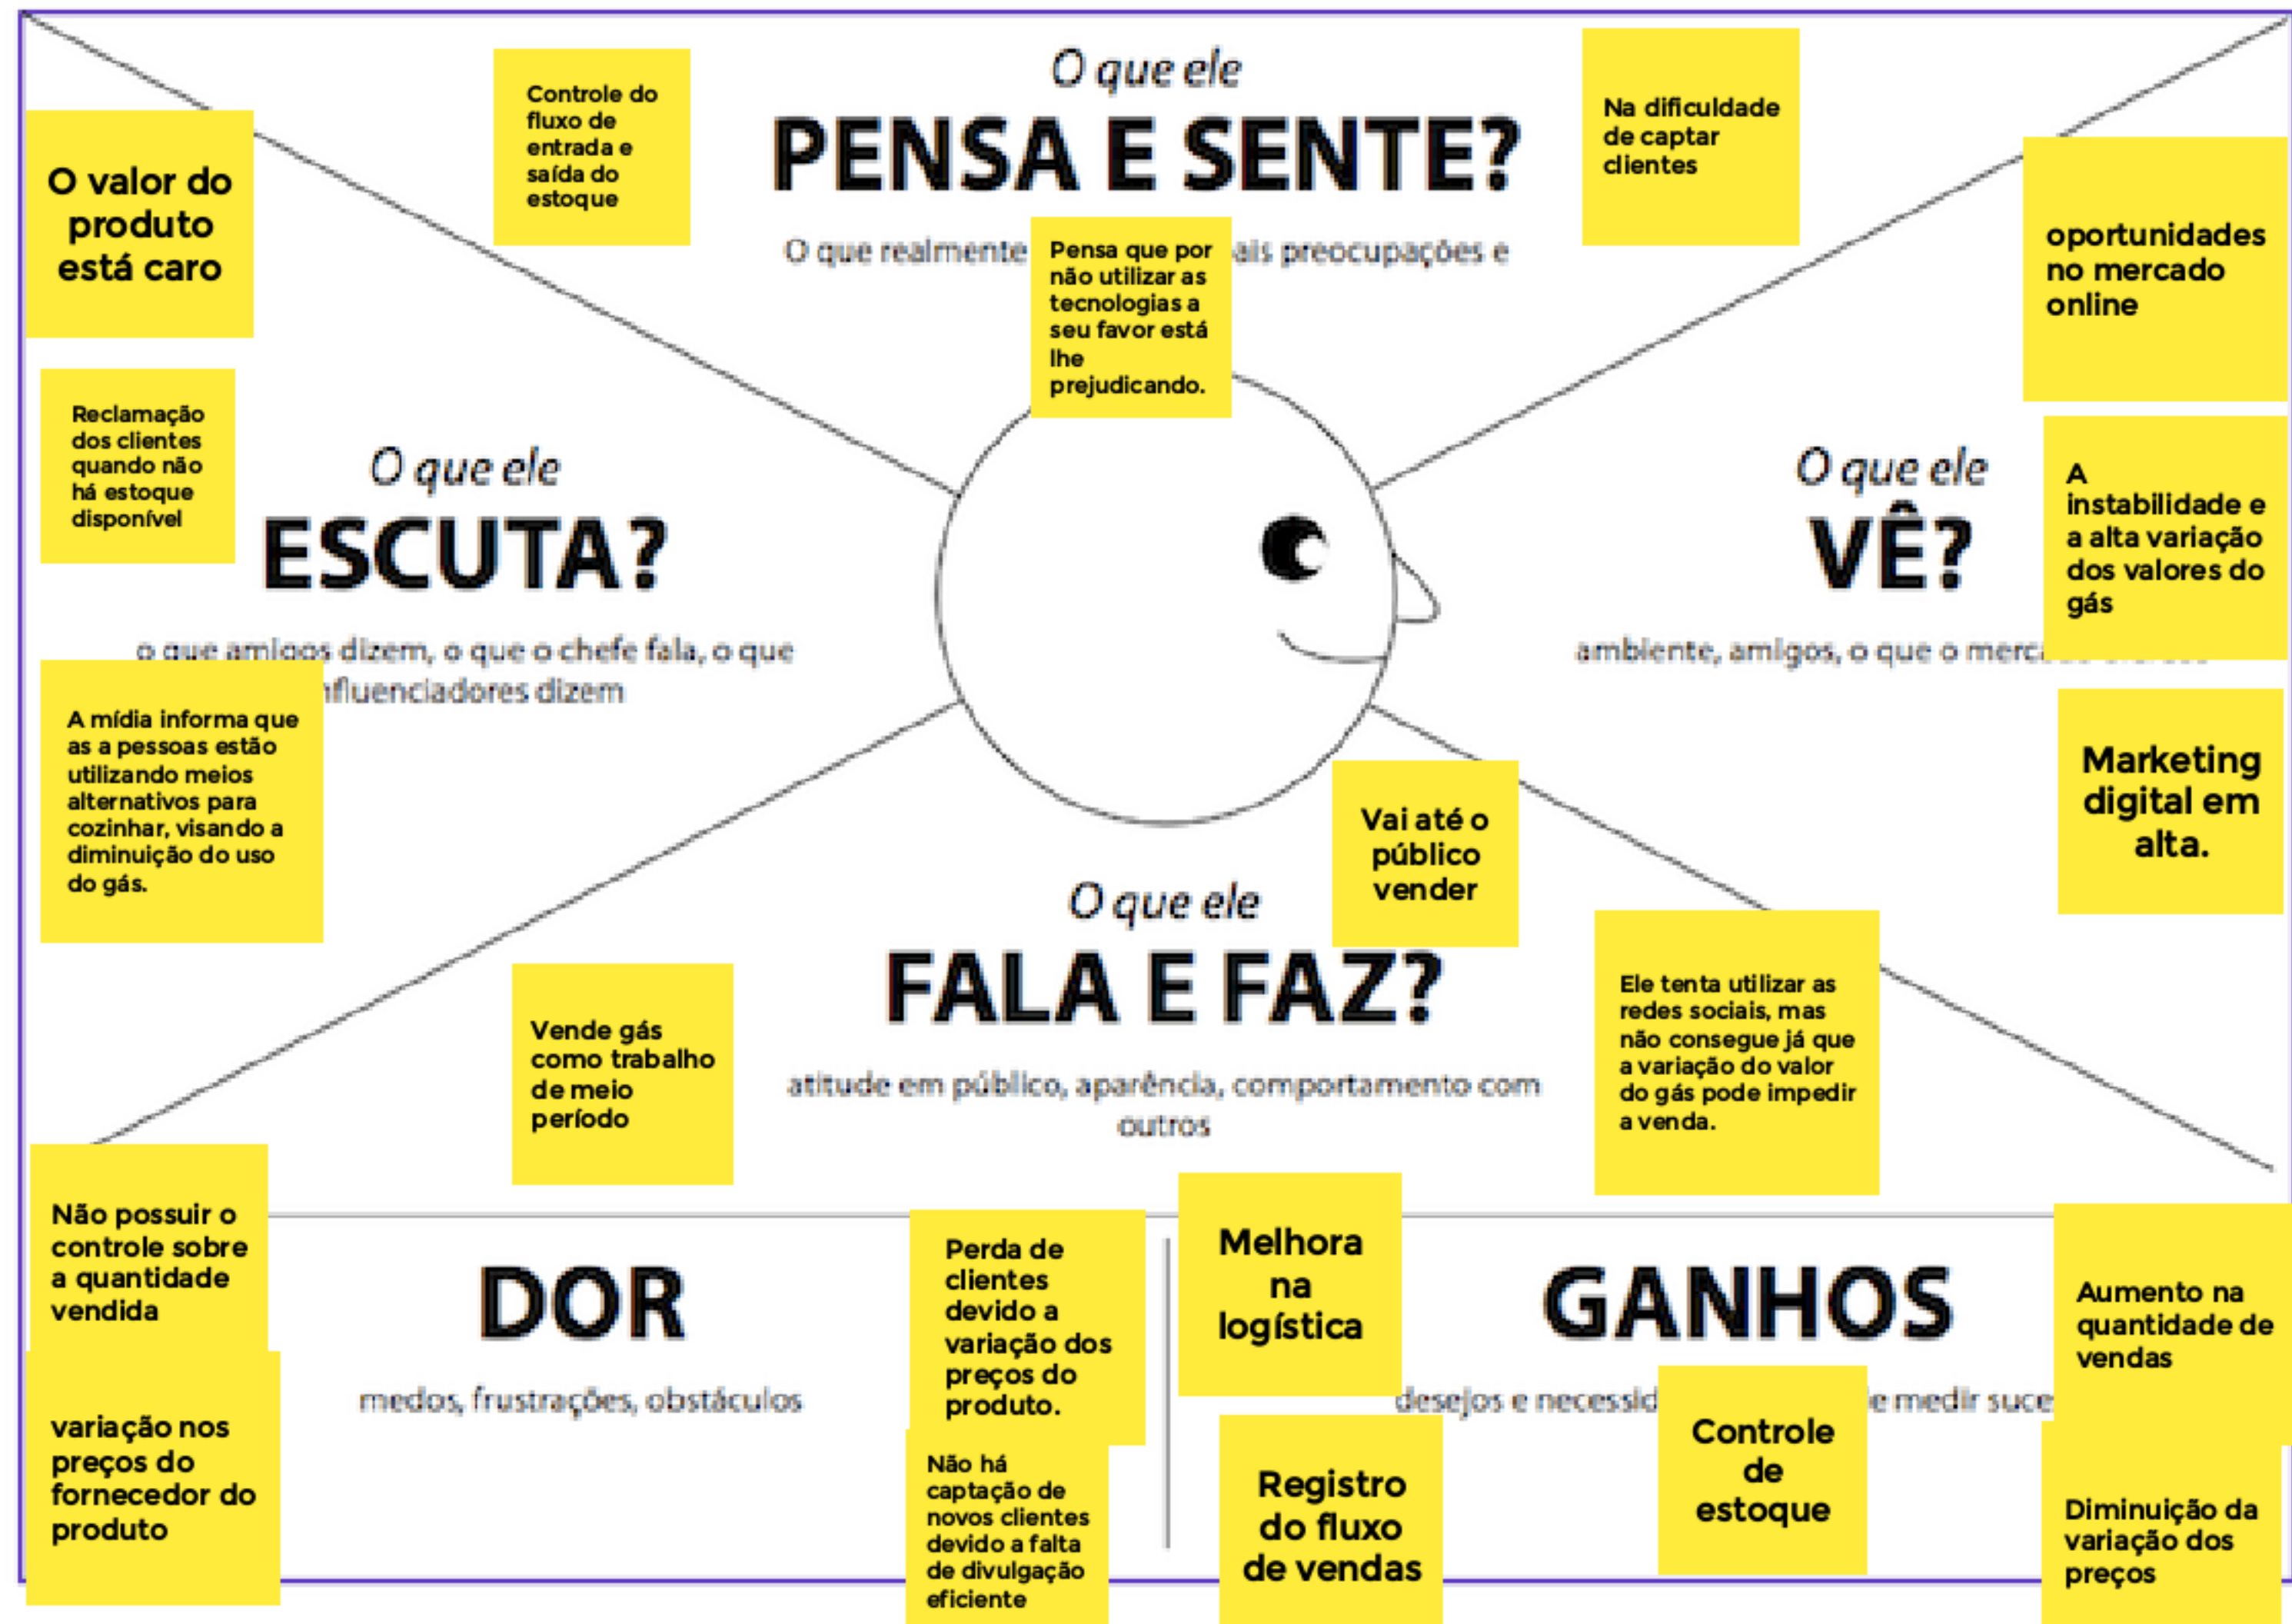 O que ele
PENSA E SENTE?
O que realmente
ais preocupações e
Controle do
fluxo de
entrada e
saída do
estoque
Pensa que por
não utilizar as
tecnologias a
seu favor está
lhe
prejudicando.
Na dificuldade
de captar
clientes
O valor do
produto
está caro
Reclamação
dos clientes
quando não
há estoque
disponível
O que ele
ESCUTA?
o que amigos dizem, o que o chefe fala, o que
nfluenciadores dizem
A mídia informa que
as a pessoas estão
utilizando meios
alternativos para
cozinhar, visando a
diminuição do uso
do gás.
oportunidades
no mercado
online
O que ele
VÊ?
ambiente, amigos, o que o
A
instabilidade e
a alta variação
dos valores do
gás
Marketing
digital em
alta.
Vai até o
público
vender
O que ele
FALA E FAZ?
atitude em público, aparência, comportamento com
outros
Vende gás
como trabalho
de meio
período
Ele tenta utilizar as
redes sociais, mas
não consegue já que
a variação do valor
do gás pode impedir
a venda.
Não possuir o
controle sobre
a quantidade
vendida
variação nos
preços do
fornecedor do
produto
DOR
medos, frustrações, obstáculos
Perda de
clientes
devido a
variação dos
preços do
produto.
Não há
captação de
novos clientes
devido a falta
de divulgação
eficiente
Melhora
na
logística
GANHOS
desejos e necessid
e medir suce
Registro
do fluxo
de vendas
Controle
de
estoque
Aumento na
quantidade de
vendas
Diminuição da
variação dos
preços